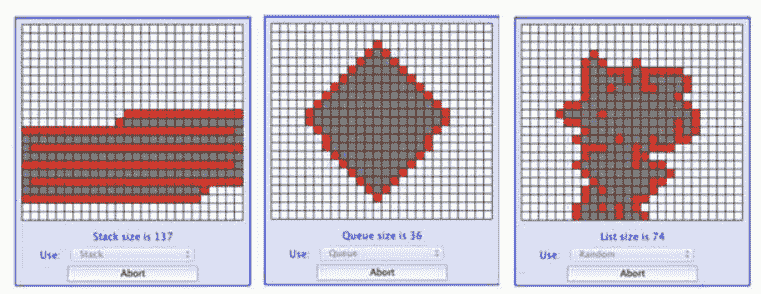 Stack size is 137
Use: Stack
Abort
Queue size is 36
Use: Queue
Abort
List size is 74
Use: Random
Abort